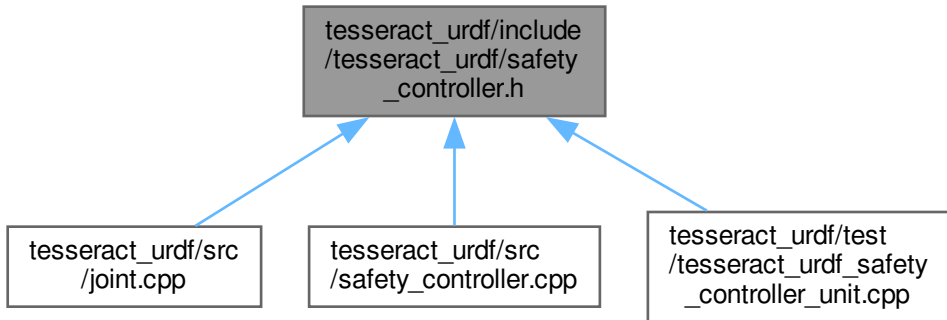 tesseract_urdf/include
/tesseract_urdf/safety
_controller.h
tesseract_urdf/src
/joint.cpp
tesseract_urdf/src
/safety_controller.cpp
tesseract_urdf/test
/tesseract_urdf_safety
_controller_unit.cpp